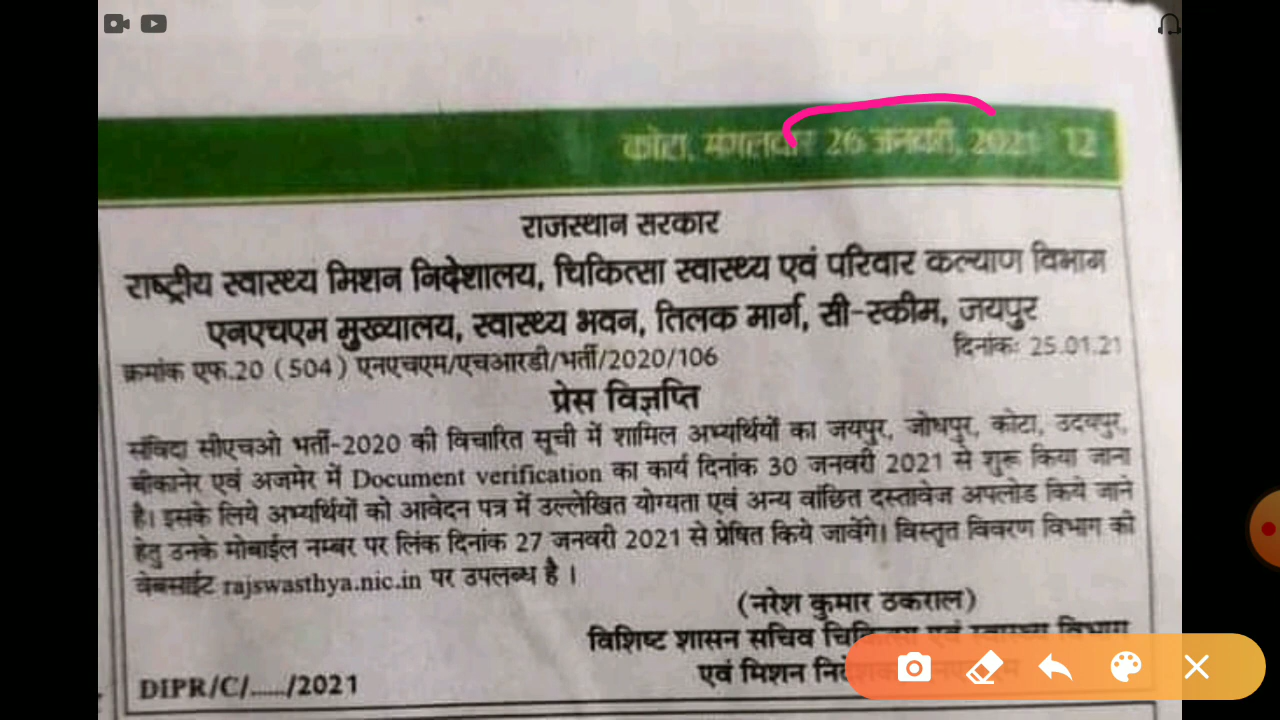 कोटा, मंगलवार 26 जनवरी, 2021 12
राजस्थान सरकार
राष्ट्रीय स्वास्थ्य मिशन निदेशालय, चिकित्सा स्वास्थ्य एवं परिवार कल्याण विभाग
एनएचएम मुख्यालय, स्वास्थ्य भवन, तिलक मार्ग, सी-स्कीम, जयपुर
क्रमांक एफ.20 (504) एनएचएम/एचआरडी/भर्ती/2020/106 दिनांकः 25.01.21
प्रेस विज्ञप्ति
संविदा सीएचओ भर्ती-2020 की विचारित सूची में शामिल अभ्यर्थियों का जयपुर, जोधपुर, कोटा, उदयपुर,
बीकानेर एवं अजमेर में Document verification का कार्य दिनांक 30 जनवरी 2021 से शुरू किया जाना
है। इसके लिये अभ्यर्थियों को आवेदन पत्र में उल्लेखित योग्यता एवं अन्य वांछित दस्तावेज अपलोड किये जाने
हेतु उनके मोबाईल नम्बर पर लिंक दिनांक 27 जनवरी 2021 से प्रेषित किये जावेंगे। विस्तृत विवरण विभाग की
वेबसाईट rajswasthya.nic.in पर उपलब्ध है ।
(नरेश कुमार ठकराल)
विशिष्ट शासन सचिव चिकित्सा एवं स्वास्थ्य विभाग
एवं मिशन
DIPR/C/....../2021